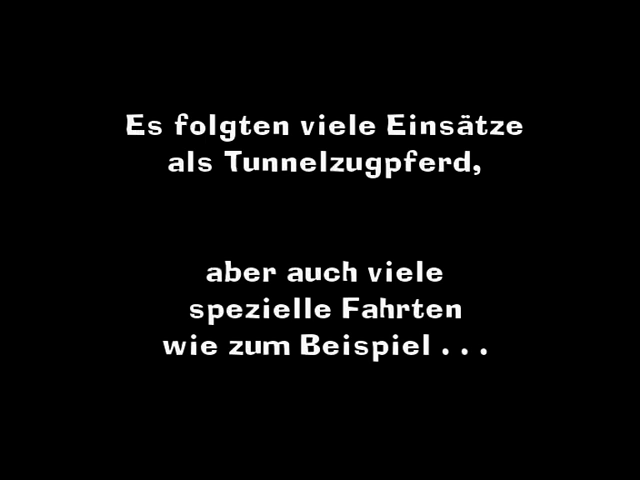 Es folgten viele Einsätze
als Tunnelzugpferd,
aber auch viele
spezielle Fahrten
wie zum Beispiel . . .